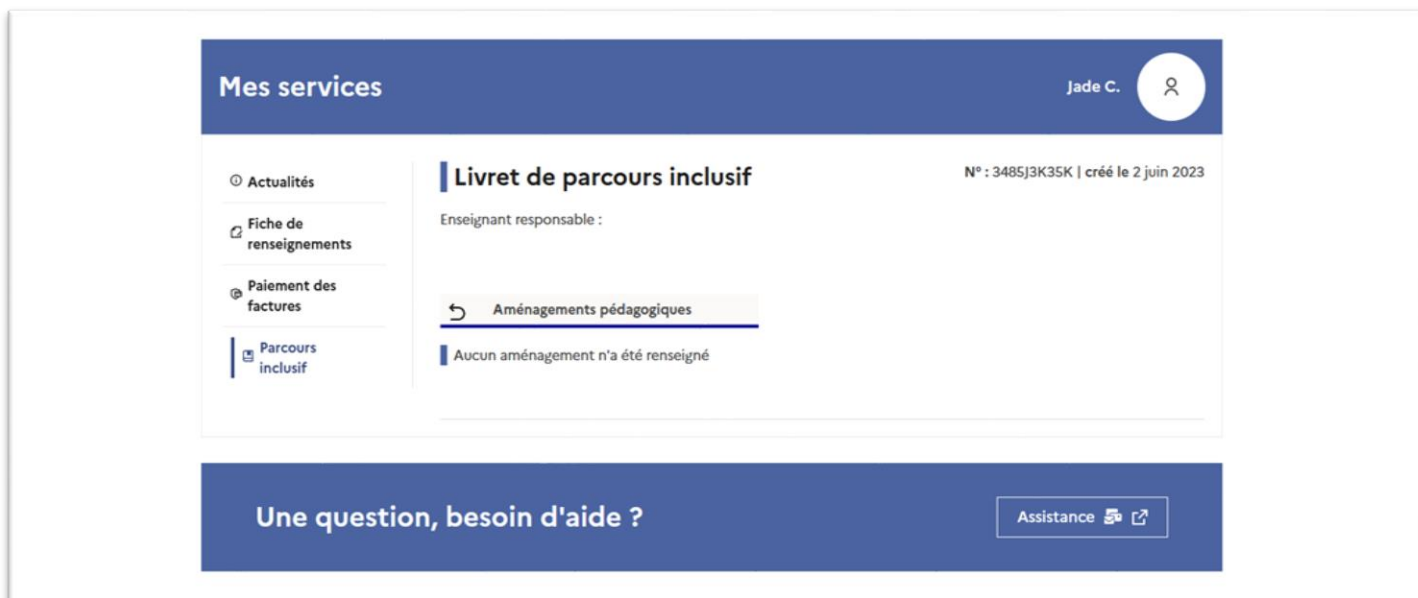 Mes services
Jade C.
Actualités
Fiche de
renseignements
Paiement des
factures
Parcours
inclusif
Livret de parcours inclusif
N° : 3485J3K35K | créé le 2 juin 2023
Enseignant responsable :
Aménagements pédagogiques
Aucun aménagement n'a été renseigné
Une question, besoin d'aide ?
Assistance